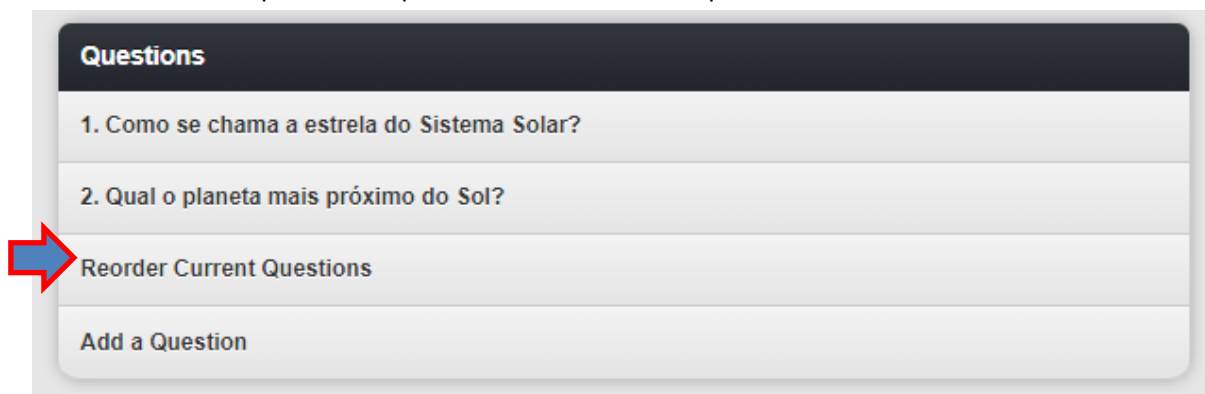 Questions
1. Como se chama a estrela do Sistema Solar?
2. Qual o planeta mais próximo do Sol?
Reorder Current Questions
Add a Question